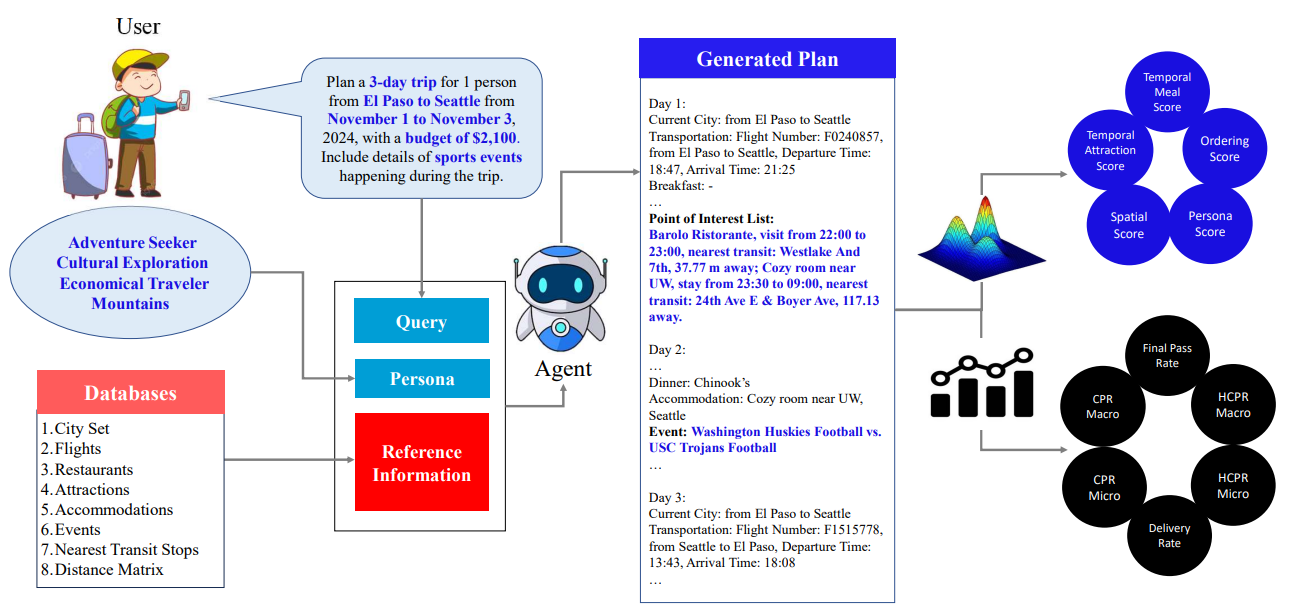 User
Plan a 3-day trip for 1 person
from El Paso to Seattle from
November 1 to November 3,
2024, with a budget of $2,100.
Include details of sports events
happening during the trip.
Adventure Seeker
Cultural Exploration
Economical Traveler
Mountains
Databases
1.City Set
2.Flights
3.Restaurants
4.Attractions
5.Accommodations
6.Events
7.Nearest Transit Stops
8.Distance Matrix
Query
Persona
Reference
Information
Agent
Generated Plan
Day 1:
Current City: from El Paso to Seattle
Transportation: Flight Number: F0240857,
from El Paso to Seattle, Departure Time:
18:47, Arrival Time: 21:25
Breakfast: -
…
Point of Interest List:
Barolo Ristorante, visit from 22:00 to
23:00, nearest transit: Westlake And
7th, 37.77 m away; Cozy room near
UW, stay from 23:30 to 09:00, nearest
transit: 24th Ave E & Boyer Ave, 117.13
away.
Day 2:
…
Dinner: Chinook’s
Accommodation: Cozy room near UW,
Seattle
Event: Washington Huskies Football vs.
USC Trojans Football
…
Day 3:
Current City: from El Paso to Seattle
Transportation: Flight Number: F1515778,
from Seattle to El Paso, Departure Time:
13:43, Arrival Time: 18:08
…
Temporal
Meal
Score
Temporal
Attraction
Score
Ordering
Score
Spatial
Score
Persona
Score
Final Pass
Rate
CPR
Macro
HCPR
Macro
CPR
Micro
HCPR
Micro
Delivery
Rate